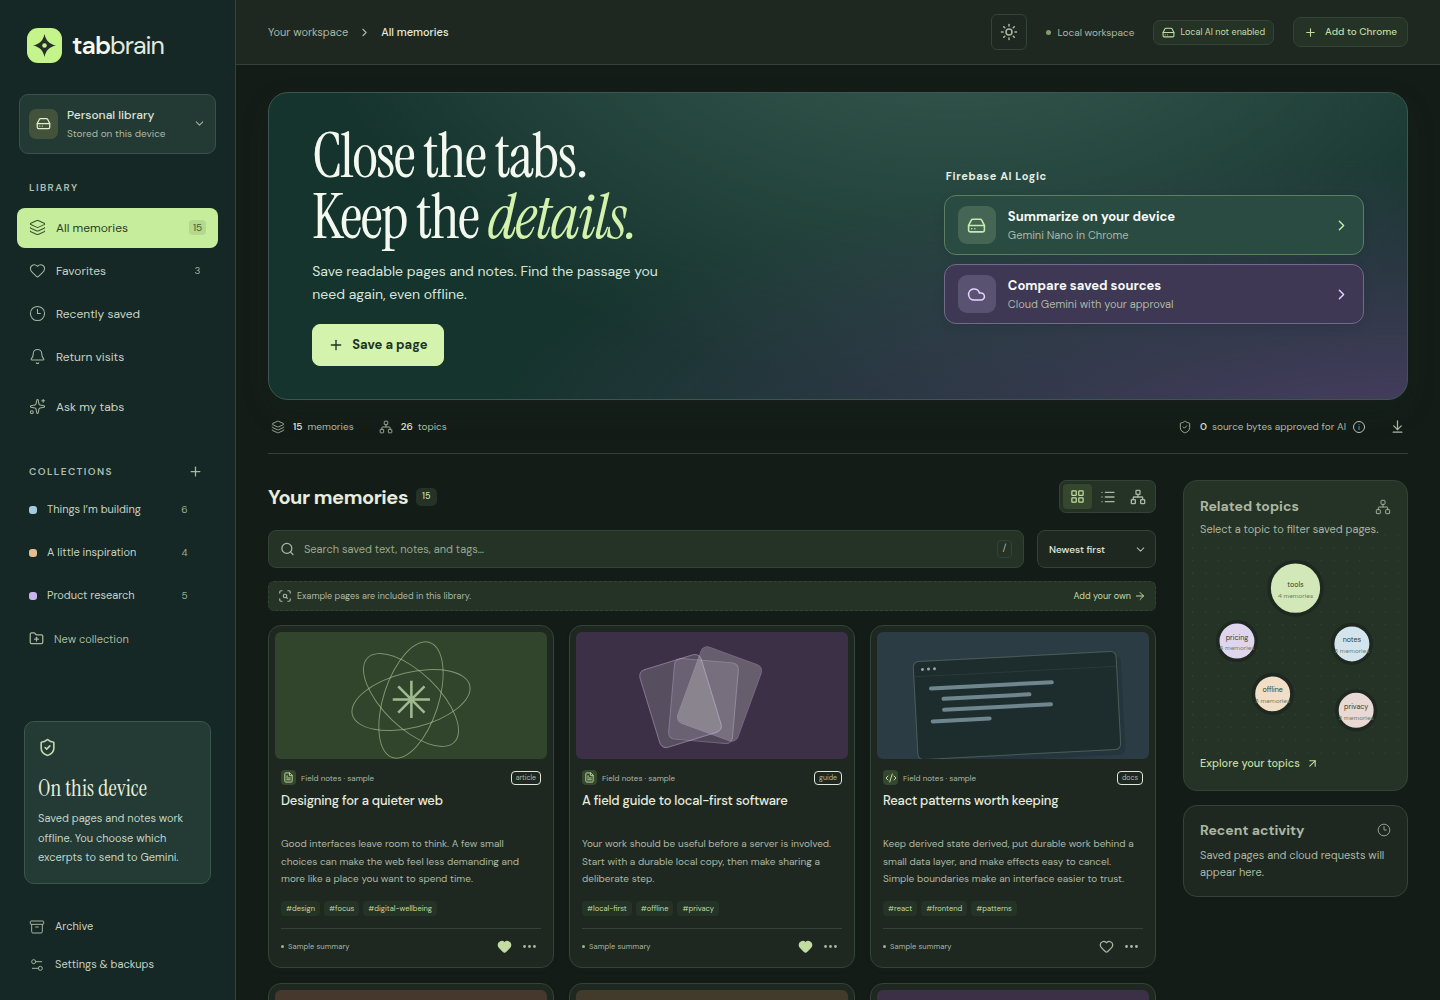 tabbrain
Personal library
Stored on this device
LIBRARY
All memories 15
Favorites 3
Recently saved
Return visits
Ask my tabs
COLLECTIONS
Things I'm building 6
A little inspiration 4
Product research 5
New collection
On this device
Saved pages and notes work
offline. You choose which
excerpts to send to Gemini.
Archive
Settings & backups
Your workspace > All memories
Local workspace
Local AI not enabled
Add to Chrome
Close the tabs.
Keep the details.
Save readable pages and notes. Find the passage you
need again, even offline.
Save a page
Firebase AI Logic
Summarize on your device
Gemini Nano in Chrome
Compare saved sources
Cloud Gemini with your approval
15 memories
26 topics
0 source bytes approved for AI
Your memories 15
Search saved text, notes, and tags... /
Newest first
Example pages are included in this library.
Add your own →
Field notes · sample article
Designing for a quieter web
Good interfaces leave room to think. A few small
choices can make the web feel less demanding and
more like a place you want to spend time.
#design #focus #digital-wellbeing
Sample summary
Field notes · sample guide
A field guide to local-first software
Your work should be useful before a server is involved.
Start with a durable local copy, then make sharing a
deliberate step.
#local-first #offline #privacy
Sample summary
Field notes · sample docs
React patterns worth keeping
Keep derived state derived, put durable work behind a
small data layer, and make effects easy to cancel.
Simple boundaries make an interface easier to trust.
#react #frontend #patterns
Sample summary
Related topics
Select a topic to filter saved pages.
tools
4 memories
pricing
memories
notes
memories
offline
memories
privacy
memories
Explore your topics
Recent activity
Saved pages and cloud requests will
appear here.